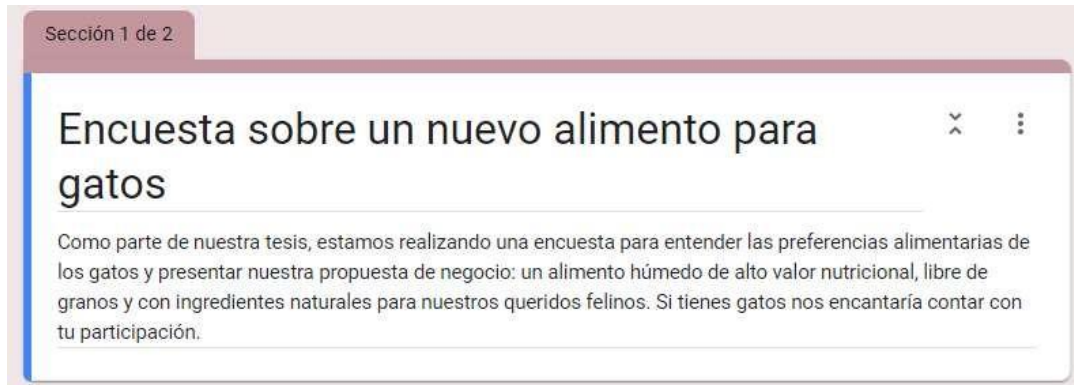 Sección 1 de 2
Encuesta sobre un nuevo alimento para
gatos
Como parte de nuestra tesis, estamos realizando una encuesta para entender las preferencias alimentarias de
los gatos y presentar nuestra propuesta de negocio: un alimento húmedo de alto valor nutricional, libre de
granos y con ingredientes naturales para nuestros queridos felinos. Si tienes gatos nos encantaría contar con
tu participación.